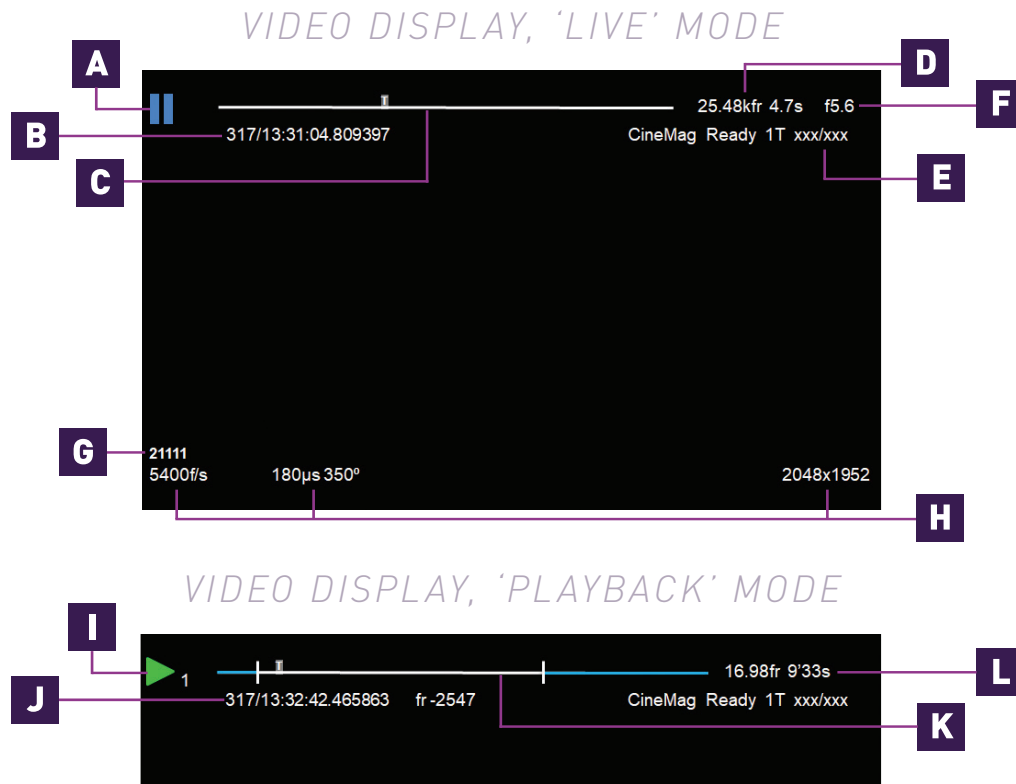 VIDEO DISPLAY, ‘LIVE’ MODE
A
D
T
25.48kfr 4.7s f5.6
F
B
317/13:31:04.809397
CineMag Ready 1T xxx/xxx
C
E
G
21111
5400f/s 180µs 350º 2048x1952
H
VIDEO DISPLAY, ‘PLAYBACK’ MODE
I
T
1
16.98fr 9’33s
L
J
317/13:32:42.465863 fr -2547 CineMag Ready 1T xxx/xxx
K